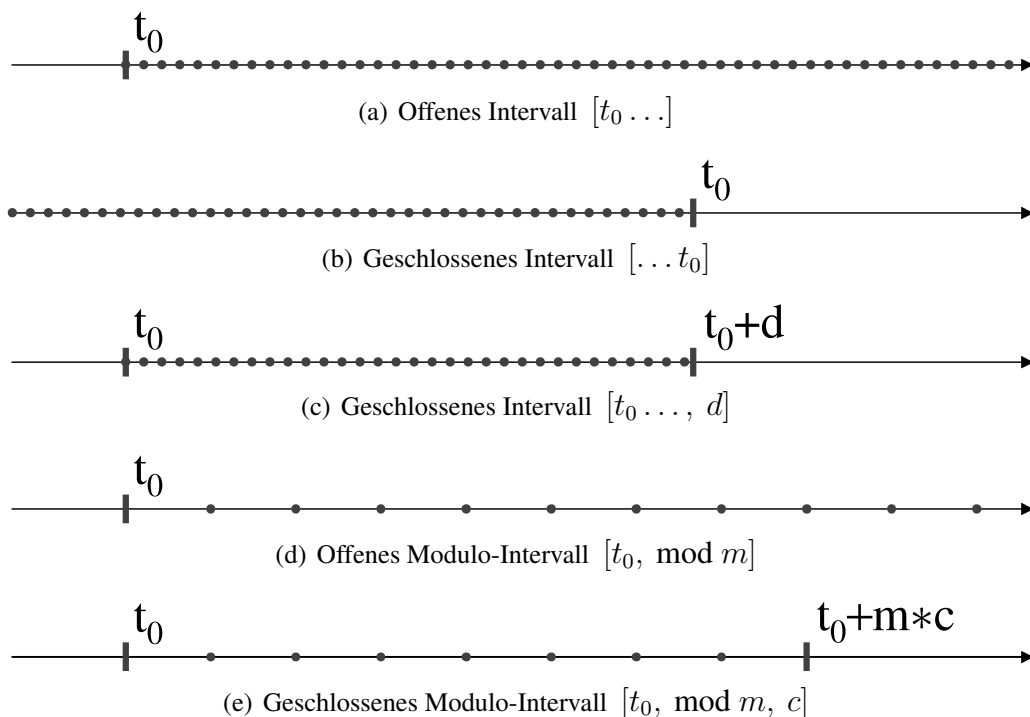 t₀
(a) Offenes Intervall [t₀ . . .]
t₀
(b) Geschlossenes Intervall [. . . t₀]
t₀ t₀+d
(c) Geschlossenes Intervall [t₀ . . . , d]
t₀
(d) Offenes Modulo-Intervall [t₀, mod m]
t₀ t₀+m*c
(e) Geschlossenes Modulo-Intervall [t₀, mod m, c]